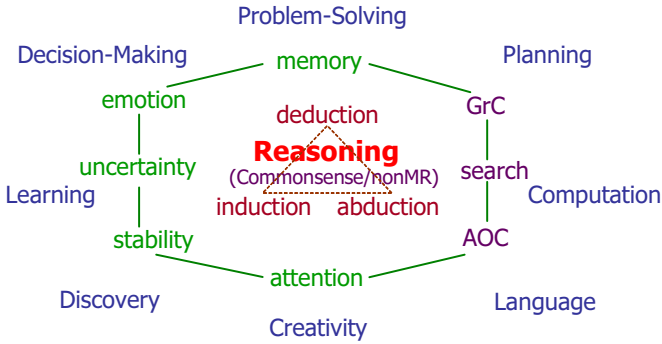 Problem-Solving
Decision-Making
memory
Planning
emotion
GrC
deduction
Reasoning
uncertainty
(Commonsense/nonMR)
search
Learning
induction
abduction
Computation
stability
AOC
attention
Discovery
Language
Creativity